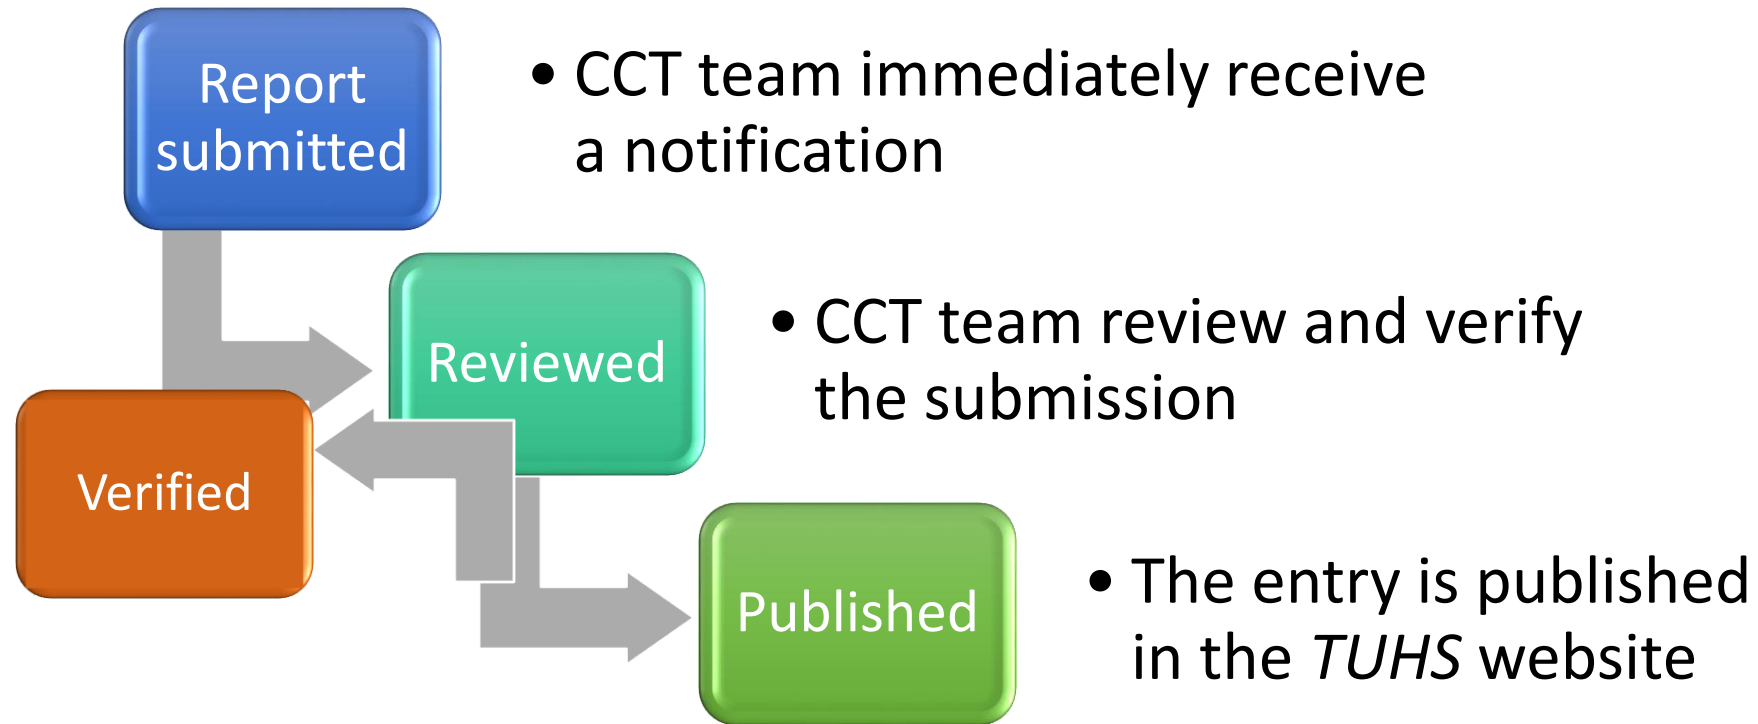 Report
submitted
• CCT team immediately receive
a notification
Reviewed
• CCT team review and verify
the submission
Verified
Published
• The entry is published
in the TUHS website